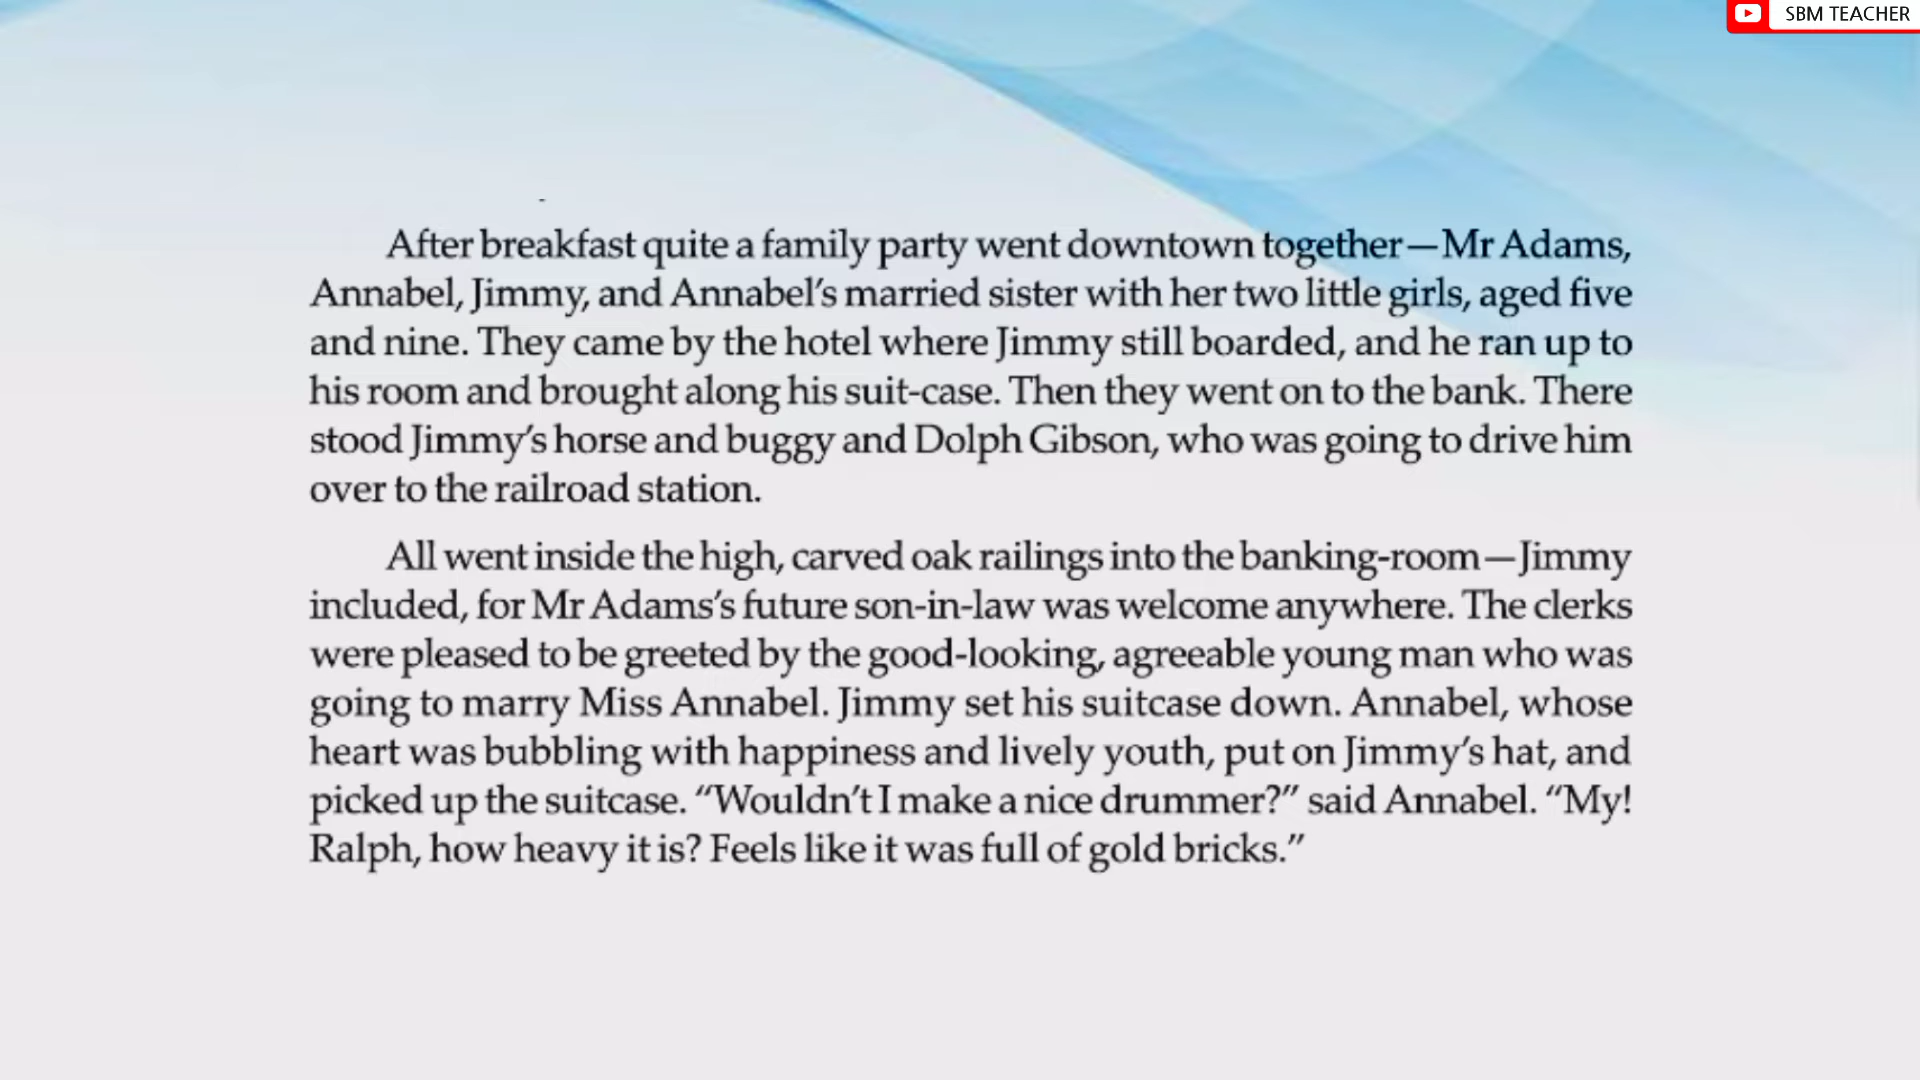 SBM TEACHER
After breakfast quite a family party went downtown together—Mr Adams,
Annabel, Jimmy, and Annabel’s married sister with her two little girls, aged five
and nine. They came by the hotel where Jimmy still boarded, and he ran up to
his room and brought along his suit-case. Then they went on to the bank. There
stood Jimmy’s horse and buggy and Dolph Gibson, who was going to drive him
over to the railroad station.
All went inside the high, carved oak railings into the banking-room—Jimmy
included, for Mr Adams’s future son-in-law was welcome anywhere. The clerks
were pleased to be greeted by the good-looking, agreeable young man who was
going to marry Miss Annabel. Jimmy set his suitcase down. Annabel, whose
heart was bubbling with happiness and lively youth, put on Jimmy’s hat, and
picked up the suitcase. “Wouldn’t I make a nice drummer?” said Annabel. “My!
Ralph, how heavy it is? Feels like it was full of gold bricks.”